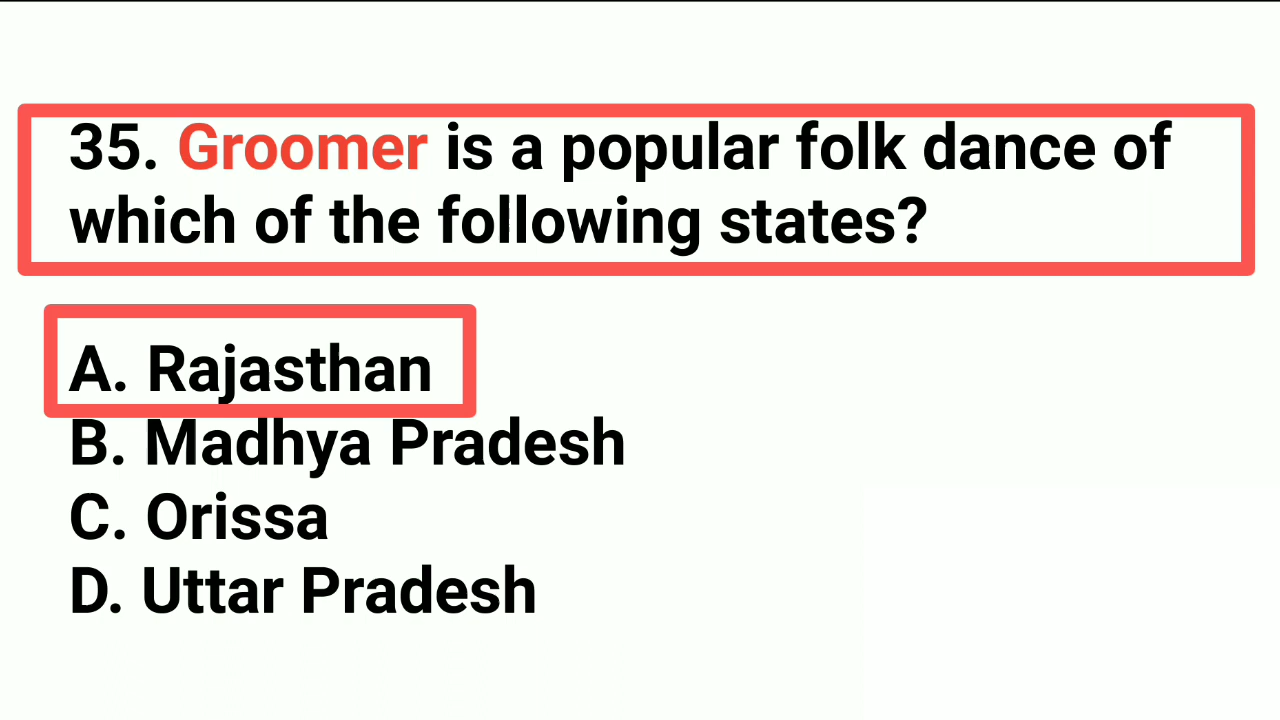 35. Groomer is a popular folk dance of
which of the following states?
A. Rajasthan
B. Madhya Pradesh
C. Orissa
D. Uttar Pradesh